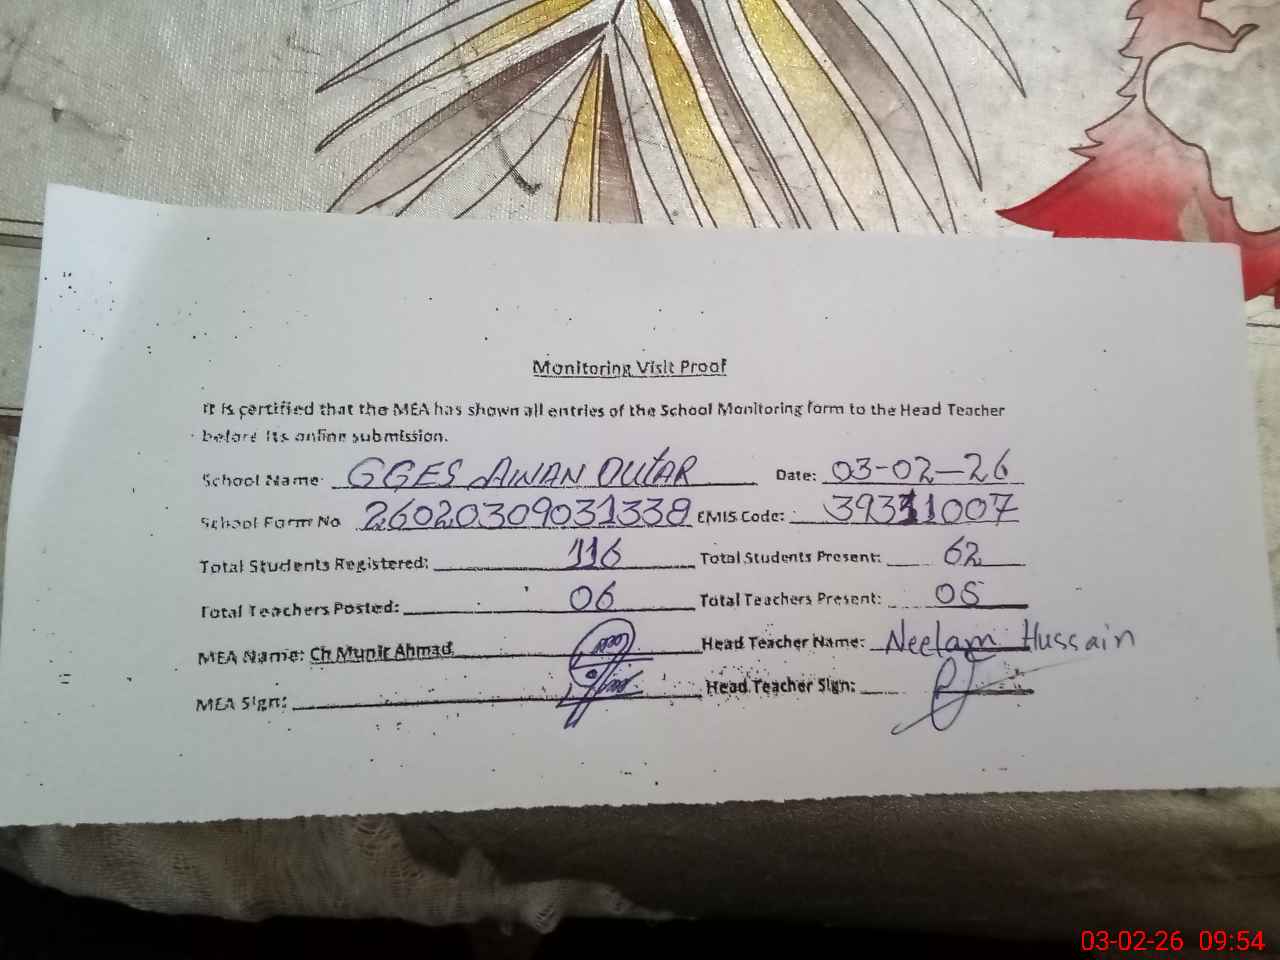 Monitoring Visit Proof
It is certified that the MEA has shown all entries of the School Monitoring form to the Head Teacher
before its online submission.
School Name GGES AWAN OUTAR Date: 03-02-26
School Form No 26020309031338 EMIS Code: 39311007
Total Students Registered: 116 Total Students Present: 62
Total Teachers Posted: 06 Total Teachers Present: 05
MEA Name: Ch Munir Ahmad Head Teacher Name: Neelam Hussain
MEA Sign: Head Teacher Sign:
03-02-26 09:54